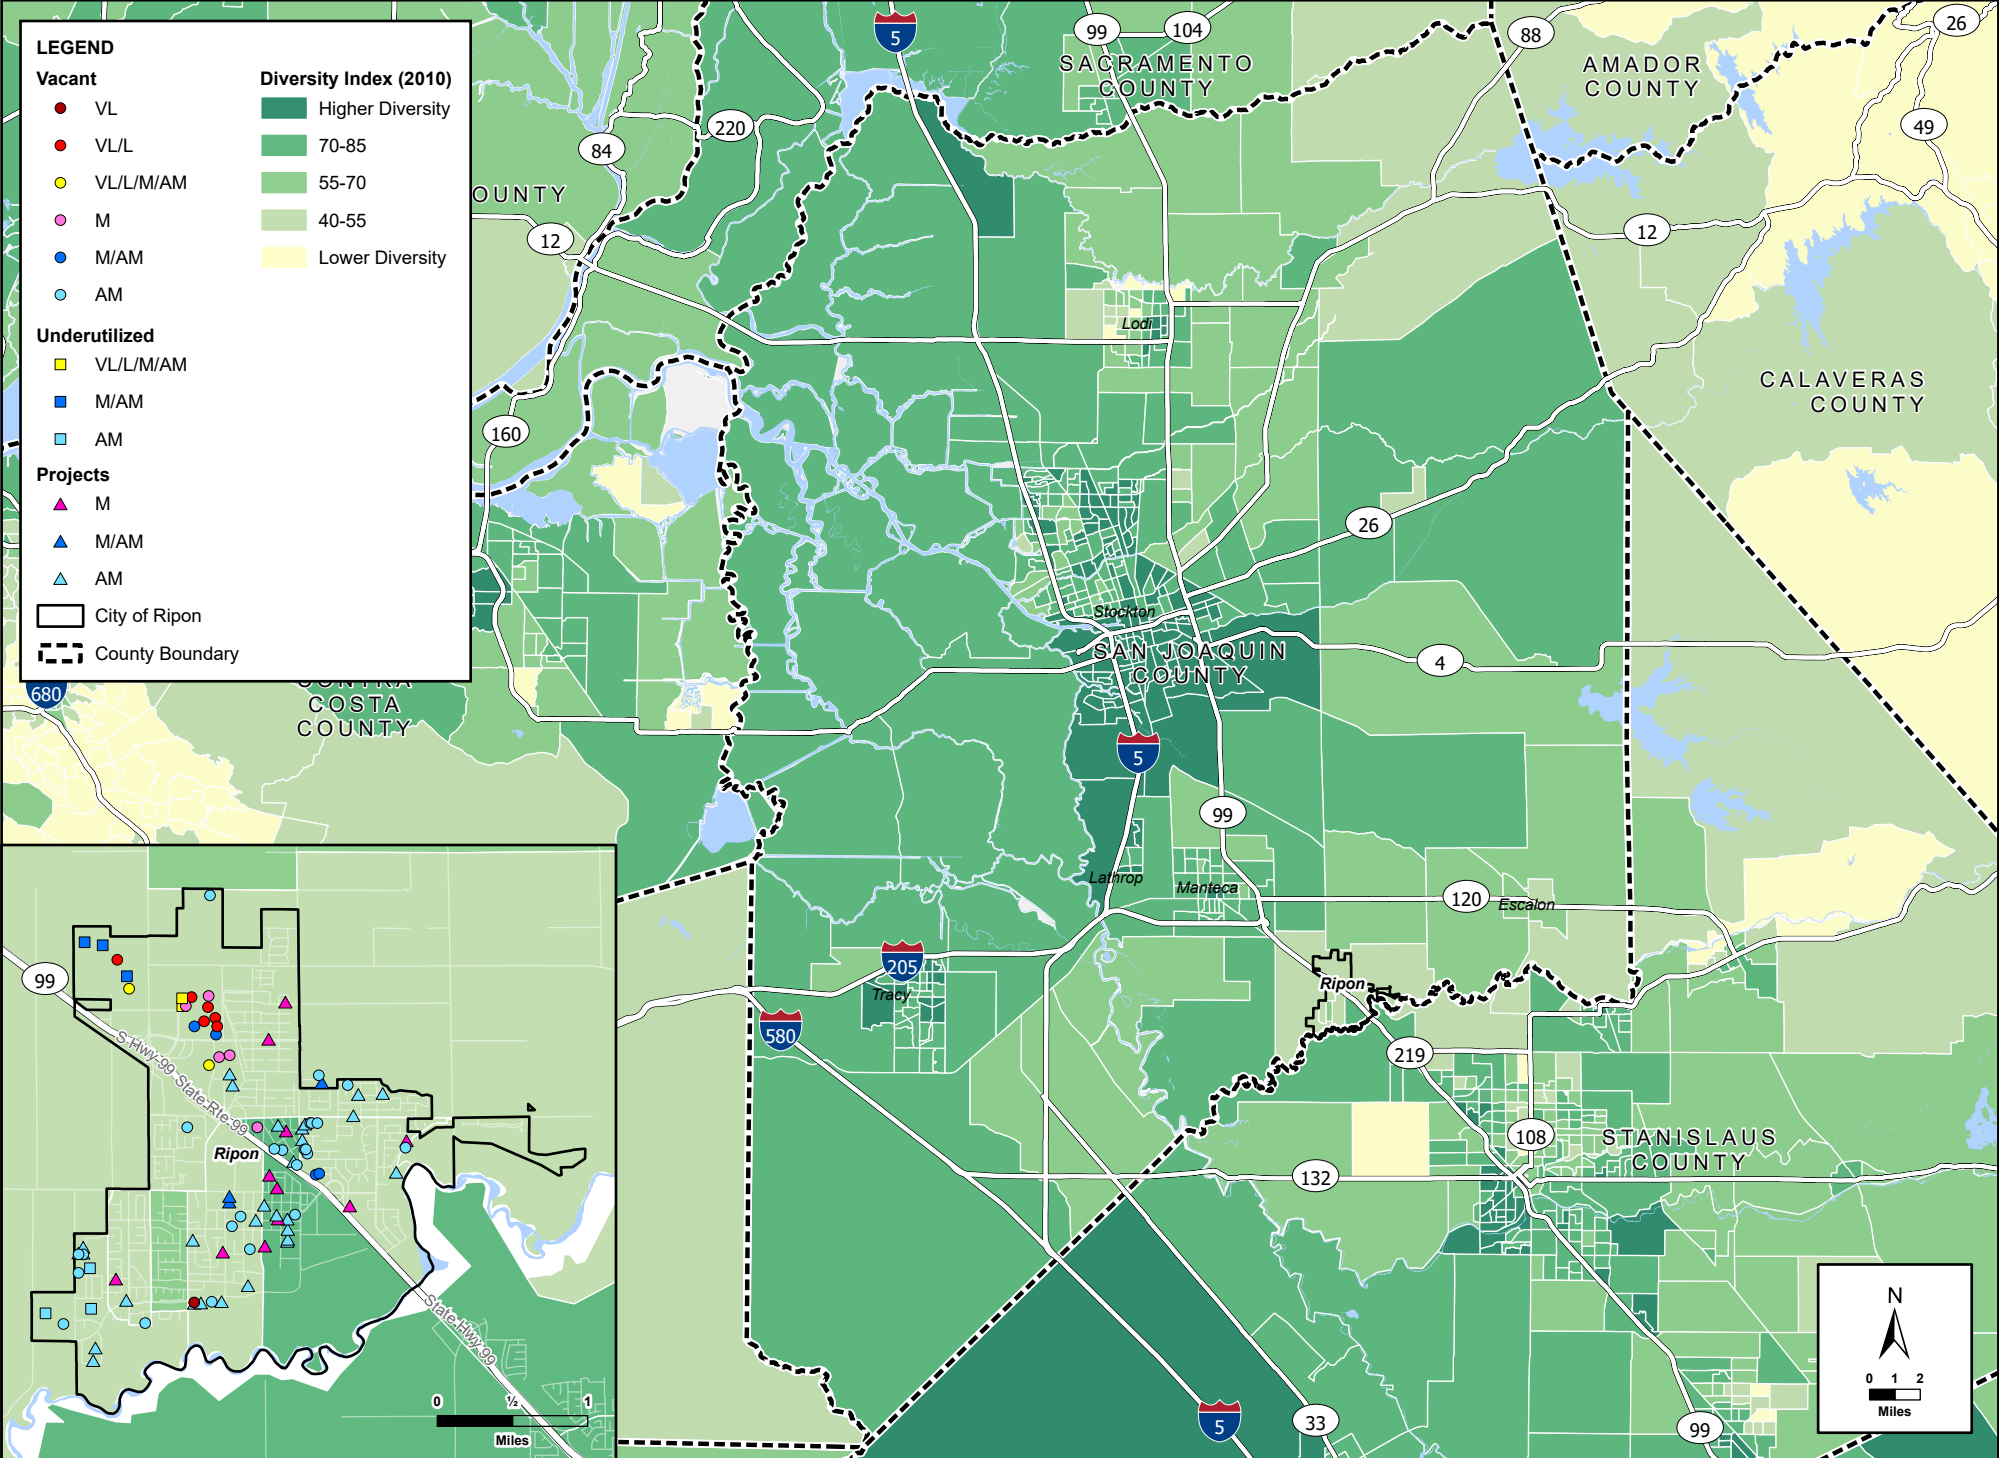 LEGEND
Vacant
VL
VL/L
VL/L/M/AM
M
M/AM
AM
Underutilized
VL/L/M/AM
M/AM
AM
Projects
M
M/AM
AM
City of Ripon
County Boundary
Diversity Index (2010)
Higher Diversity
70-85
55-70
40-55
Lower Diversity
5
99
104
SACRAMENTO
COUNTY
88
AMADOR
COUNTY
26
49
220
84
OUNTY
12
12
Lodi
CALAVERAS
COUNTY
160
26
Stockton
SAN JOAQUIN
COUNTY
4
680
CONTRA
COSTA
COUNTY
5
99
Lathrop
Manteca
120
Escalon
205
Tracy
Ripon
580
219
108
STANISLAUS
COUNTY
132
5
33
99
99
S Hwy 99 State Rte 99
Ripon
State Hwy 99
0 ½ 1
Miles
N
0 1 2
Miles